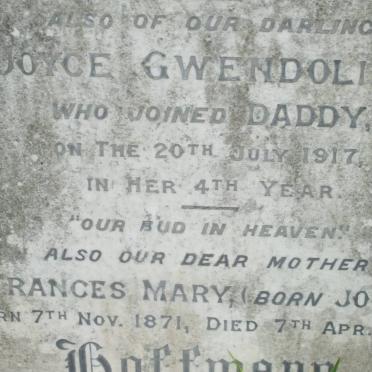 ALSO OF OUR DARLING
JOYCE GWENDOLI
WHO JOINED DADDY,
ON THE 20TH JULY 1917,
IN HER 4TH YEAR.
"OUR BUD IN HEAVEN."
ALSO OUR DEAR MOTHER
RANCES MARY, (BORN JO
RN 7TH NOV. 1871, DIED 7TH APR.
Hoffmann